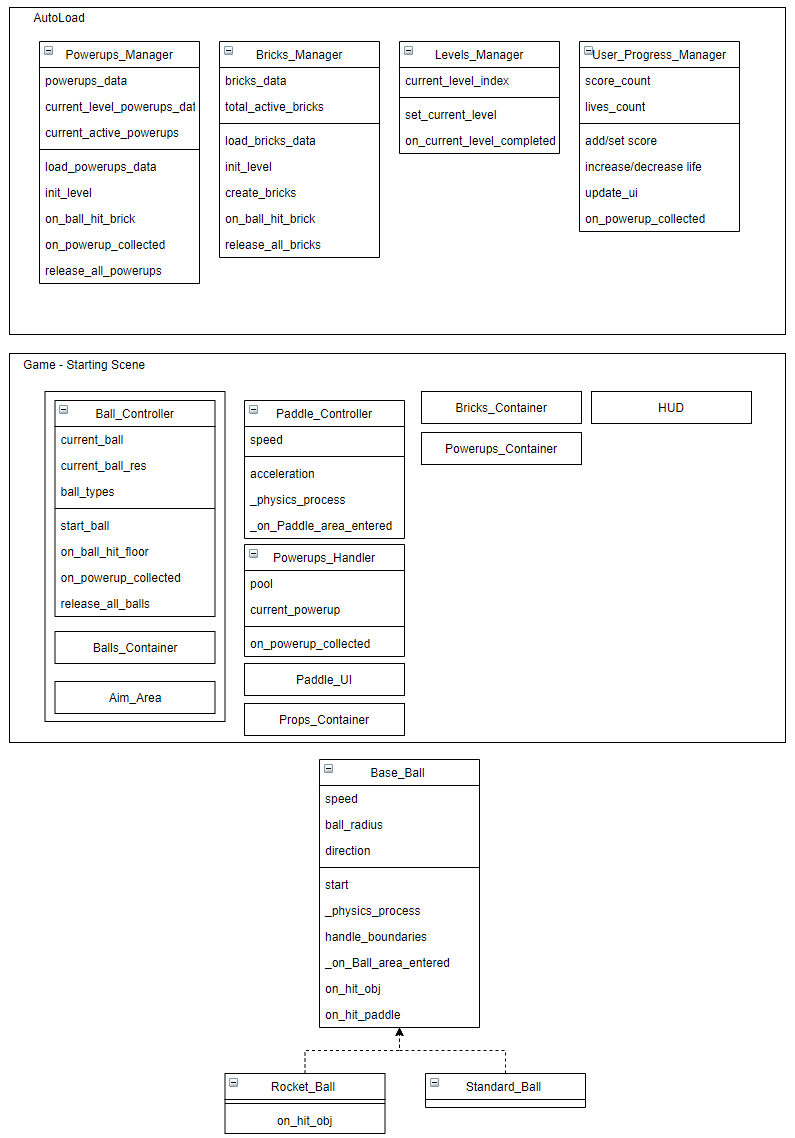 AutoLoad
Powerups_Manager
powerups_data
current_level_powerups_dat
current_active_powerups
load_powerups_data
init_level
on_ball_hit_brick
on_powerup_collected
release_all_powerups
Bricks_Manager
bricks_data
total_active_bricks
load_bricks_data
init_level
create_bricks
on_ball_hit_brick
release_all_bricks
Levels_Manager
current_level_index
set_current_level
on_current_level_completed
User_Progress_Manager
score_count
lives_count
add/set score
increase/decrease life
update_ui
on_powerup_collected
Game - Starting Scene
Ball_Controller
current_ball
current_ball_res
ball_types
start_ball
on_ball_hit_floor
on_powerup_collected
release_all_balls
Balls_Container
Aim_Area
Paddle_Controller
speed
acceleration
_physics_process
_on_Paddle_area_entered
Powerups_Handler
pool
current_powerup
on_powerup_collected
Paddle_UI
Props_Container
Bricks_Container
Powerups_Container
HUD
Base_Ball
speed
ball_radius
direction
start
_physics_process
handle_boundaries
_on_Ball_area_entered
on_hit_obj
on_hit_paddle
Rocket_Ball
on_hit_obj
Standard_Ball